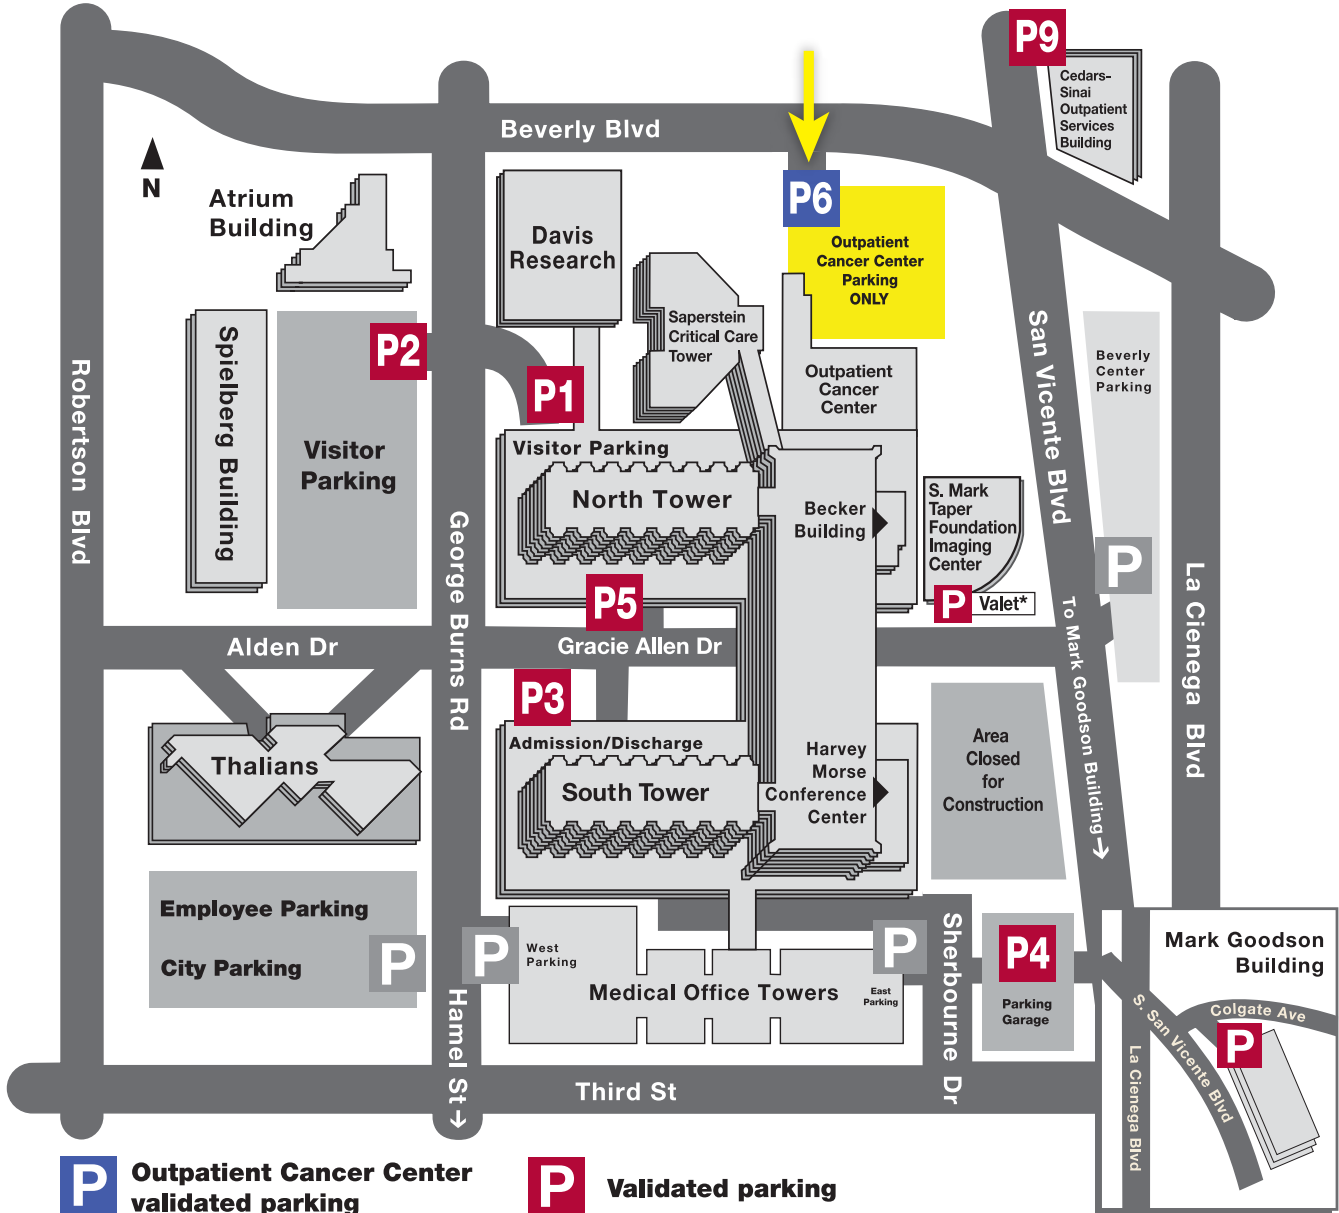 P9
Cedars-
Sinai
Outpatient
Services
Building
Beverly Blvd
N
Atrium
Building
P6
Davis
Research
Outpatient
Cancer Center
Parking
ONLY
Saperstein
Critical Care
Tower
P2
P1
Outpatient
Cancer
Center
Beverly
Center
Parking
San Vicente Blvd
Robertson Blvd
Spielberg Building
Visitor
Parking
Visitor Parking
North Tower
Becker
Building
S. Mark
Taper
Foundation
Imaging
Center
P
P
Valet*
George Burns Rd
P5
La Cienega Blvd
To Mark Goodson Building →
Alden Dr
Gracie Allen Dr
P3
Admission/Discharge
Thalians
South Tower
Harvey
Morse
Conference
Center
Area
Closed
for
Construction
Employee Parking
City Parking
P
P
West
Parking
Medical Office Towers
P
East
Parking
Sherbourne Dr
P4
Parking
Garage
Mark Goodson
Building
Colgate Ave
S. San Vicente Blvd
P
La Cienega Blvd
Hamel St →
Third St
P
Outpatient Cancer Center
validated parking
P
Validated parking